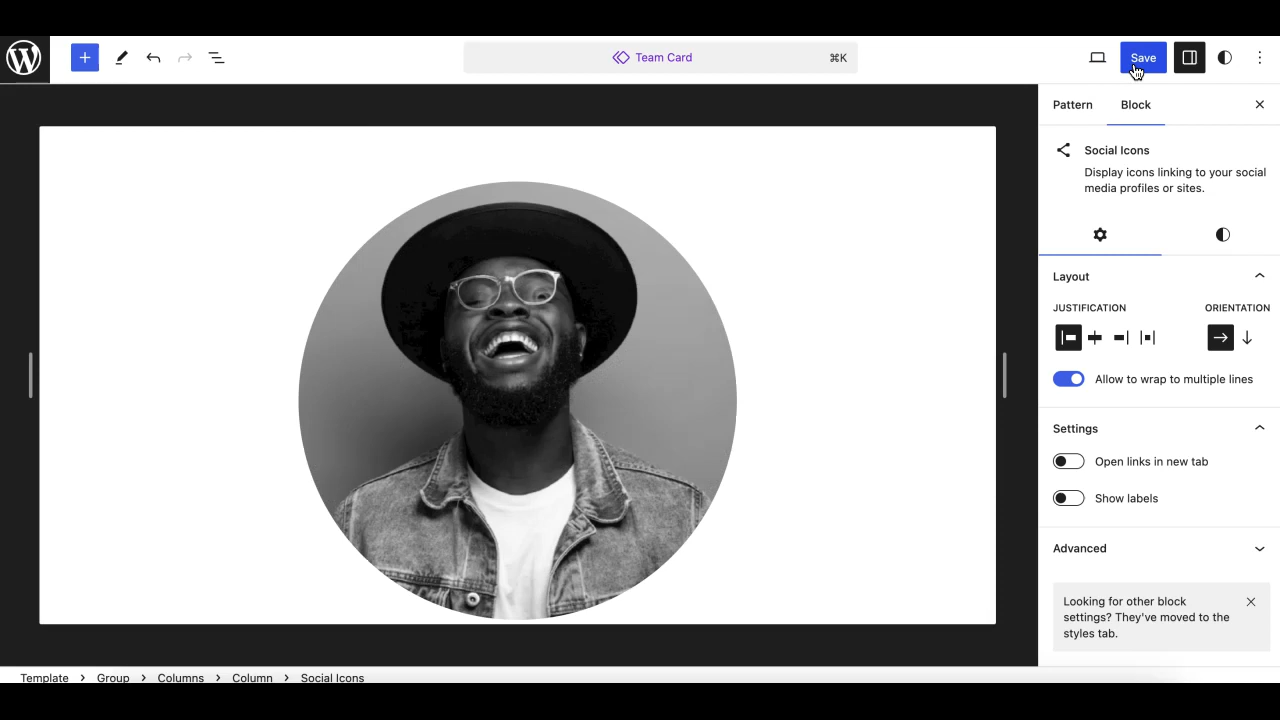 Team Card
⌘K
Save
Pattern
Block
Social Icons
Display icons linking to your social
media profiles or sites.
Layout
JUSTIFICATION
ORIENTATION
Allow to wrap to multiple lines
Settings
Open links in new tab
Show labels
Advanced
Looking for other block
settings? They've moved to the
styles tab.
Template > Group > Columns > Column > Social Icons